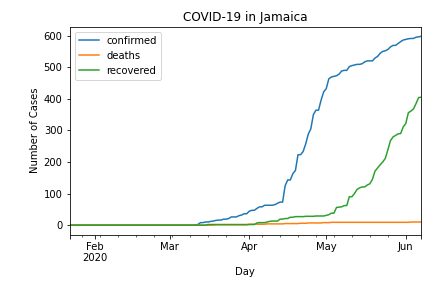 COVID-19 in Jamaica
confirmed
deaths
recovered
Number of Cases
600
500
400
300
200
100
0
Feb Mar Apr May Jun
2020
Day